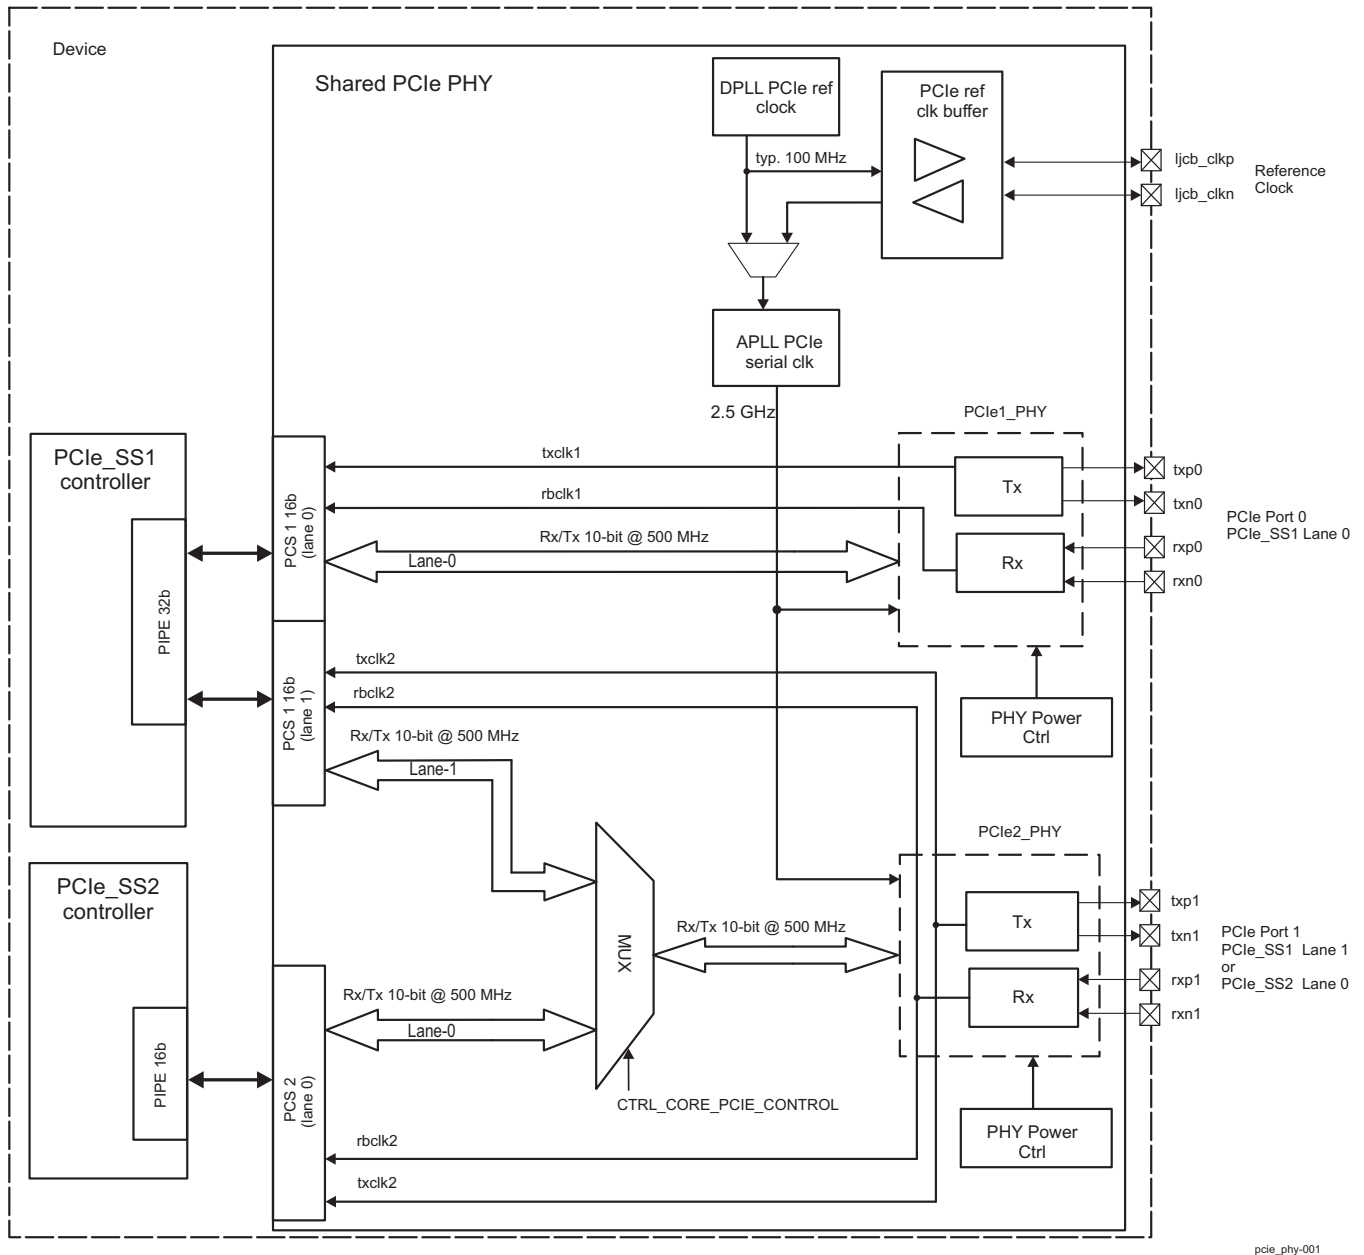 Device
Shared PCIe PHY
DPLL PCIe ref
clock
PCIe ref
clk buffer
typ. 100 MHz
ljcb_clkp
ljcb_clkn
Reference
Clock
APLL PCIe
serial clk
2.5 GHz
PCIe1_PHY
PCIe_SS1
controller
PIPE 32b
PCS 1 16b
(lane 0)
txclk1
rbclk1
Rx/Tx 10-bit @ 500 MHz
Lane-0
Tx
Rx
txp0
txn0
rxp0
rxn0
PCIe Port 0
PCIe_SS1 Lane 0
PHY Power
Ctrl
PCS 1 16b
(lane 1)
txclk2
rbclk2
Rx/Tx 10-bit @ 500 MHz
Lane-1
PCIe2_PHY
PCIe_SS2
controller
PIPE 16b
PCS 2
(lane 0)
Rx/Tx 10-bit @ 500 MHz
Lane-0
MUX
Rx/Tx 10-bit @ 500 MHz
CTRL_CORE_PCIE_CONTROL
Tx
Rx
txp1
txn1
rxp1
rxn1
PCIe Port 1
PCIe_SS1 Lane 1
or
PCIe_SS2 Lane 0
PHY Power
Ctrl
rbclk2
txclk2
pcie_phy-001